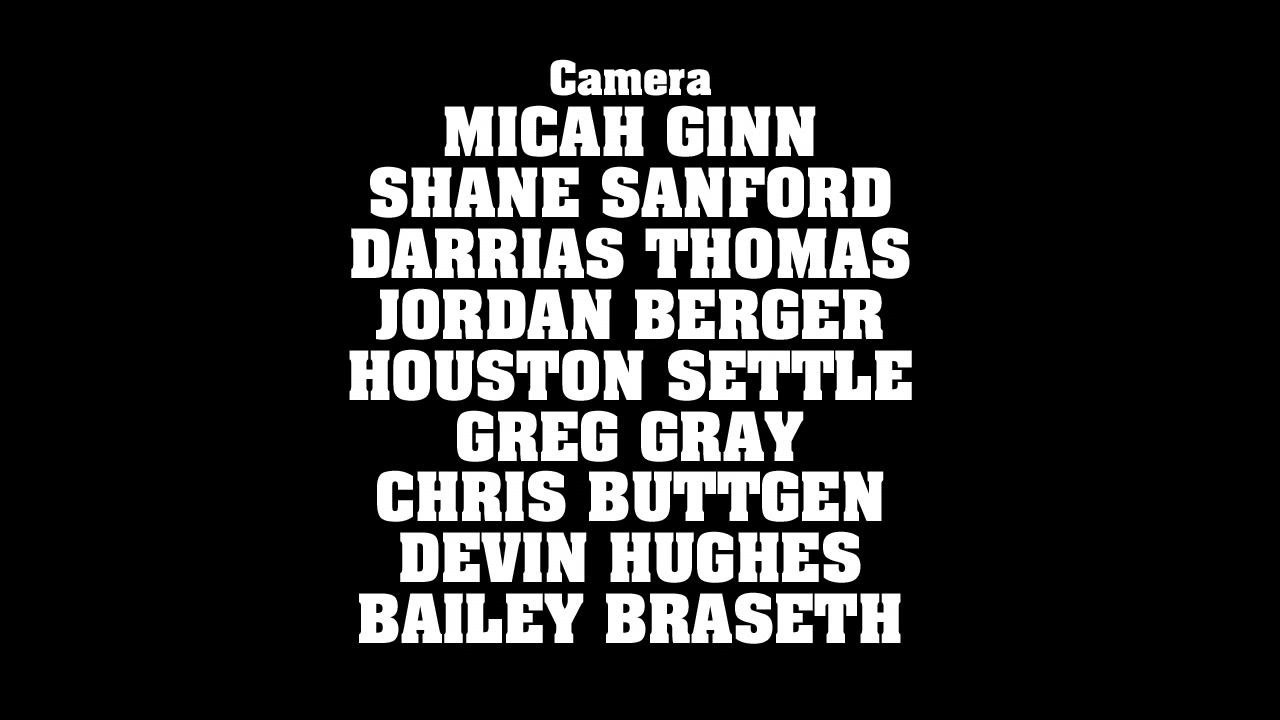 Camera
MICAH GINN
SHANE SANFORD
DARRIAS THOMAS
JORDAN BERGER
HOUSTON SETTLE
GREG GRAY
CHRIS BUTTGEN
DEVIN HUGHES
BAILEY BRASETH